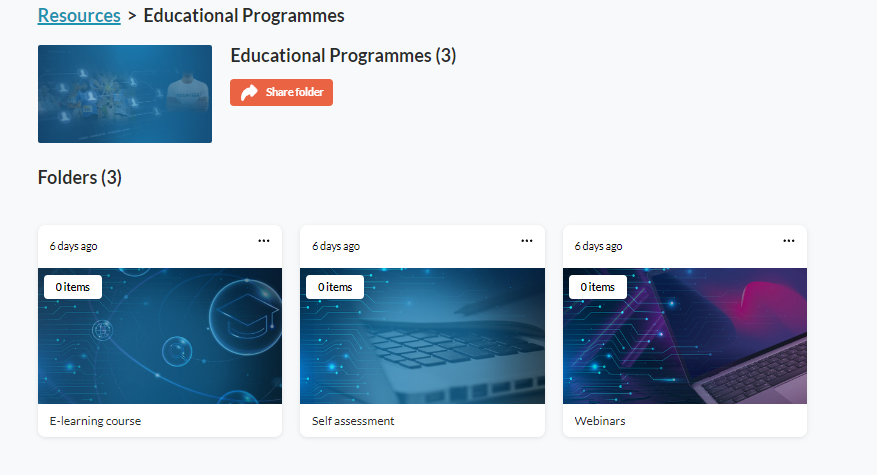 Resources > Educational Programmes
Educational Programmes (3)
Share folder
Folders (3)
6 days ago
0 items
E-learning course
6 days ago
0 items
Self assessment
6 days ago
0 items
Webinars